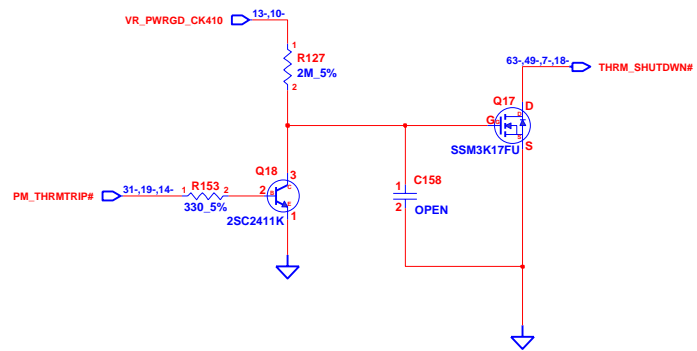 VR_PWRGD_CK410 13-,10-
1
R127
2M_5%
2
63-,49-,7-,18- THRM_SHUTDWN#
Q17 D
G
SSM3K17FU
S
Q18 3
C158
1
2
OPEN
PM_THRMTRIP# 31-,19-,14- 1 R153 2
330_5%
2 B C E
2SC2411K 1